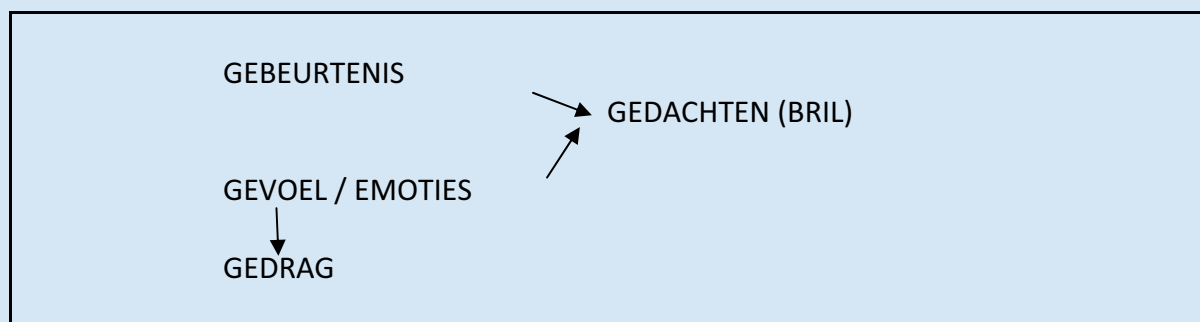 GEBEURTENIS
GEDACHTEN (BRIL)
GEVOEL / EMOTIES
GEDRAG